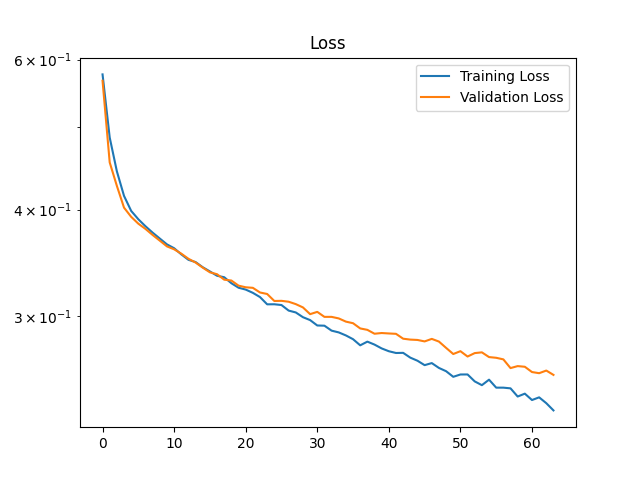 Loss
6 × 10⁻¹
4 × 10⁻¹
3 × 10⁻¹
Training Loss
Validation Loss
0 10 20 30 40 50 60